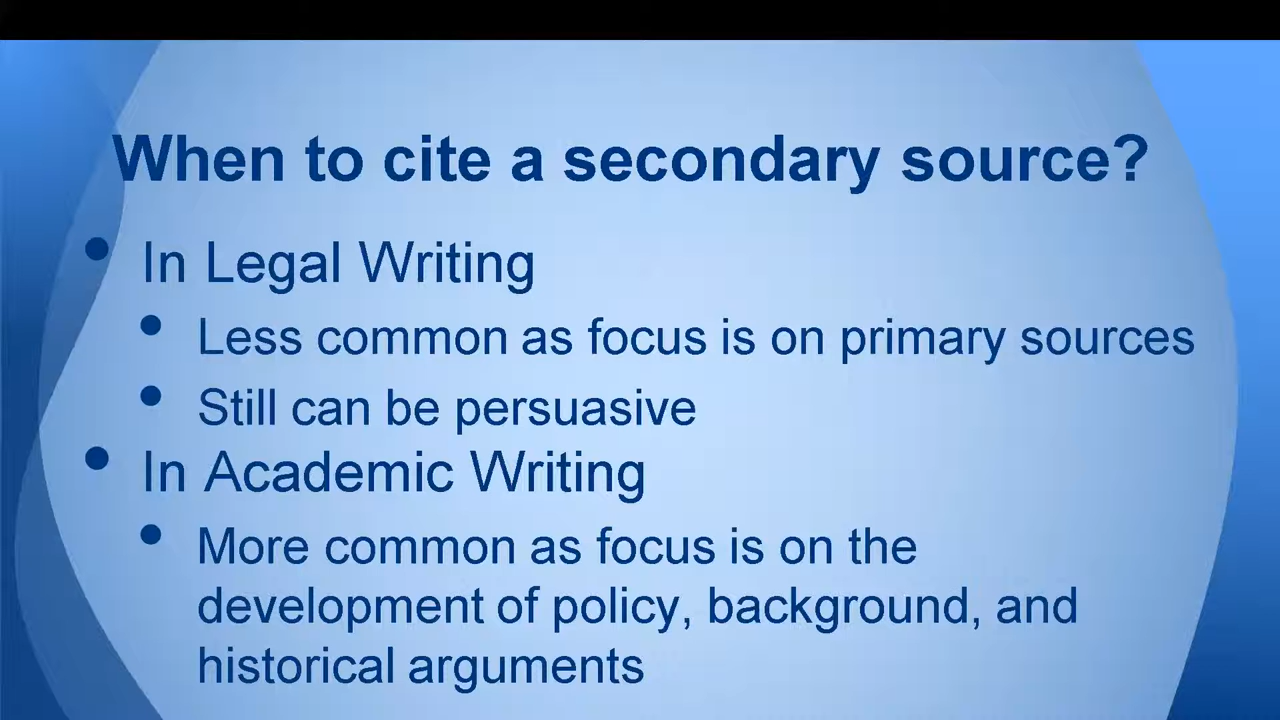 When to cite a secondary source?
• In Legal Writing
• Less common as focus is on primary sources
• Still can be persuasive
• In Academic Writing
• More common as focus is on the
development of policy, background, and
historical arguments